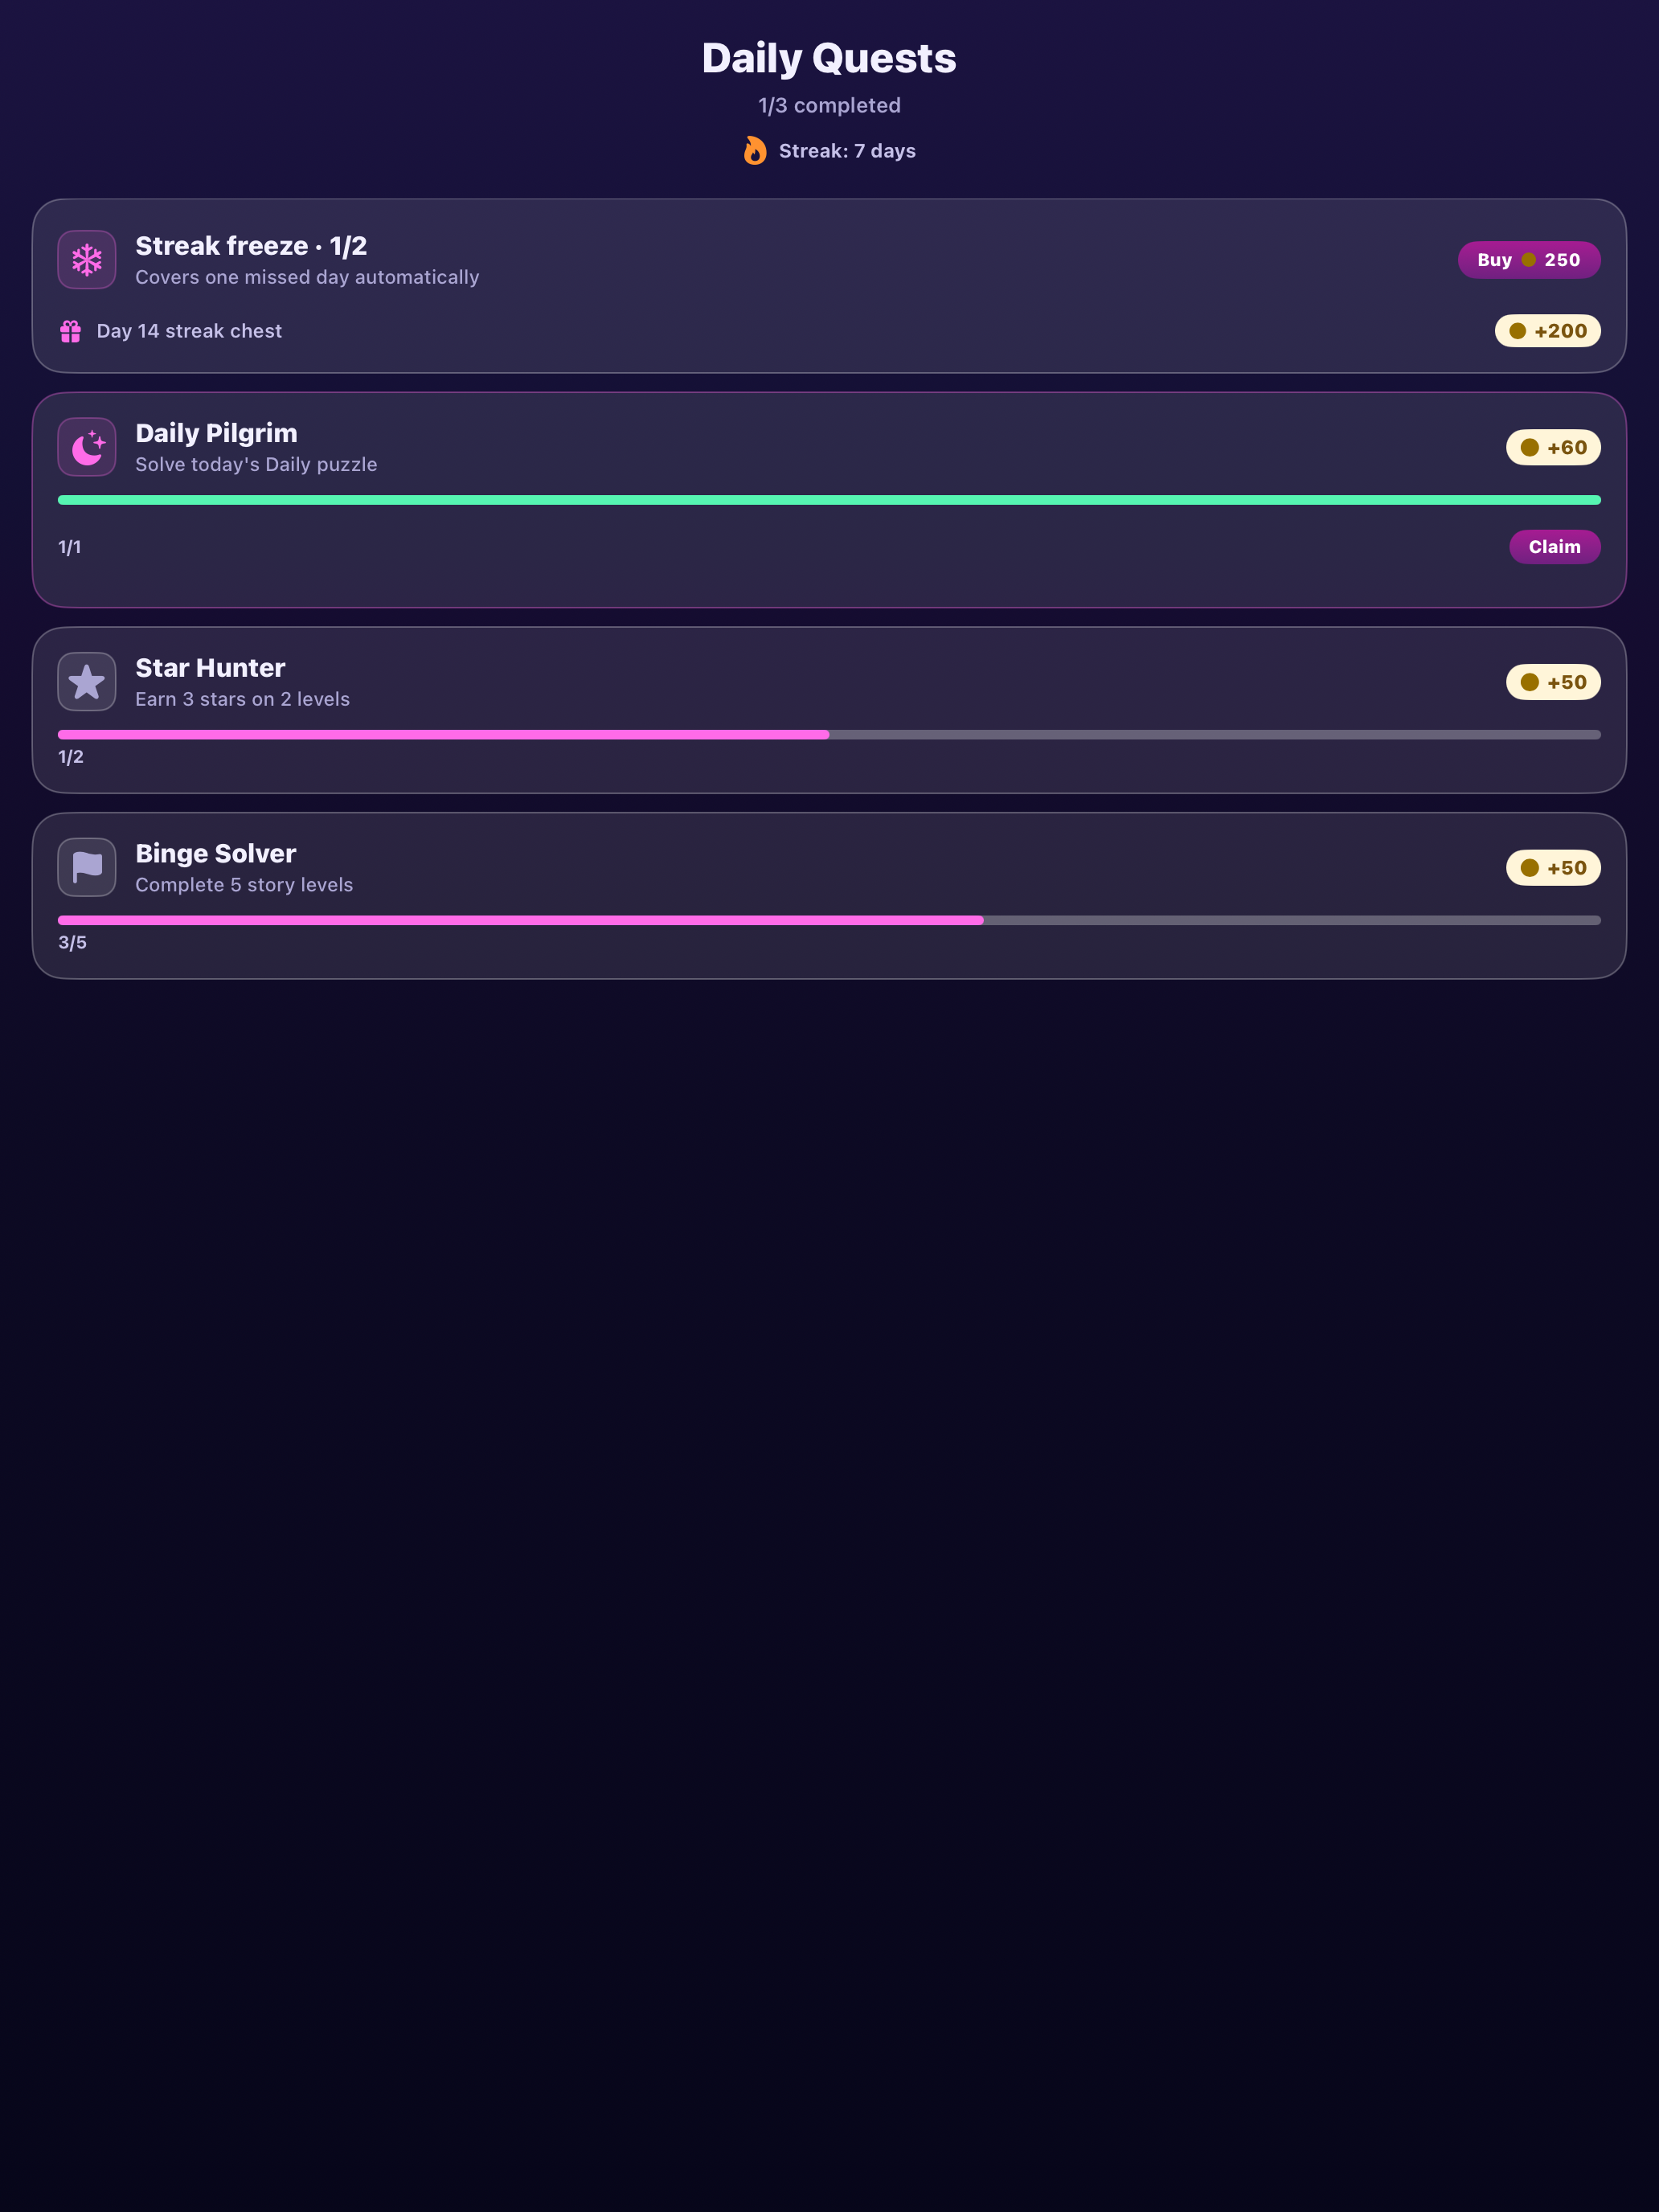 Daily Quests
1/3 completed
Streak: 7 days
Streak freeze · 1/2
Covers one missed day automatically
Buy 250
Day 14 streak chest
+200
Daily Pilgrim
Solve today's Daily puzzle
+60
1/1
Claim
Star Hunter
Earn 3 stars on 2 levels
+50
1/2
Binge Solver
Complete 5 story levels
+50
3/5